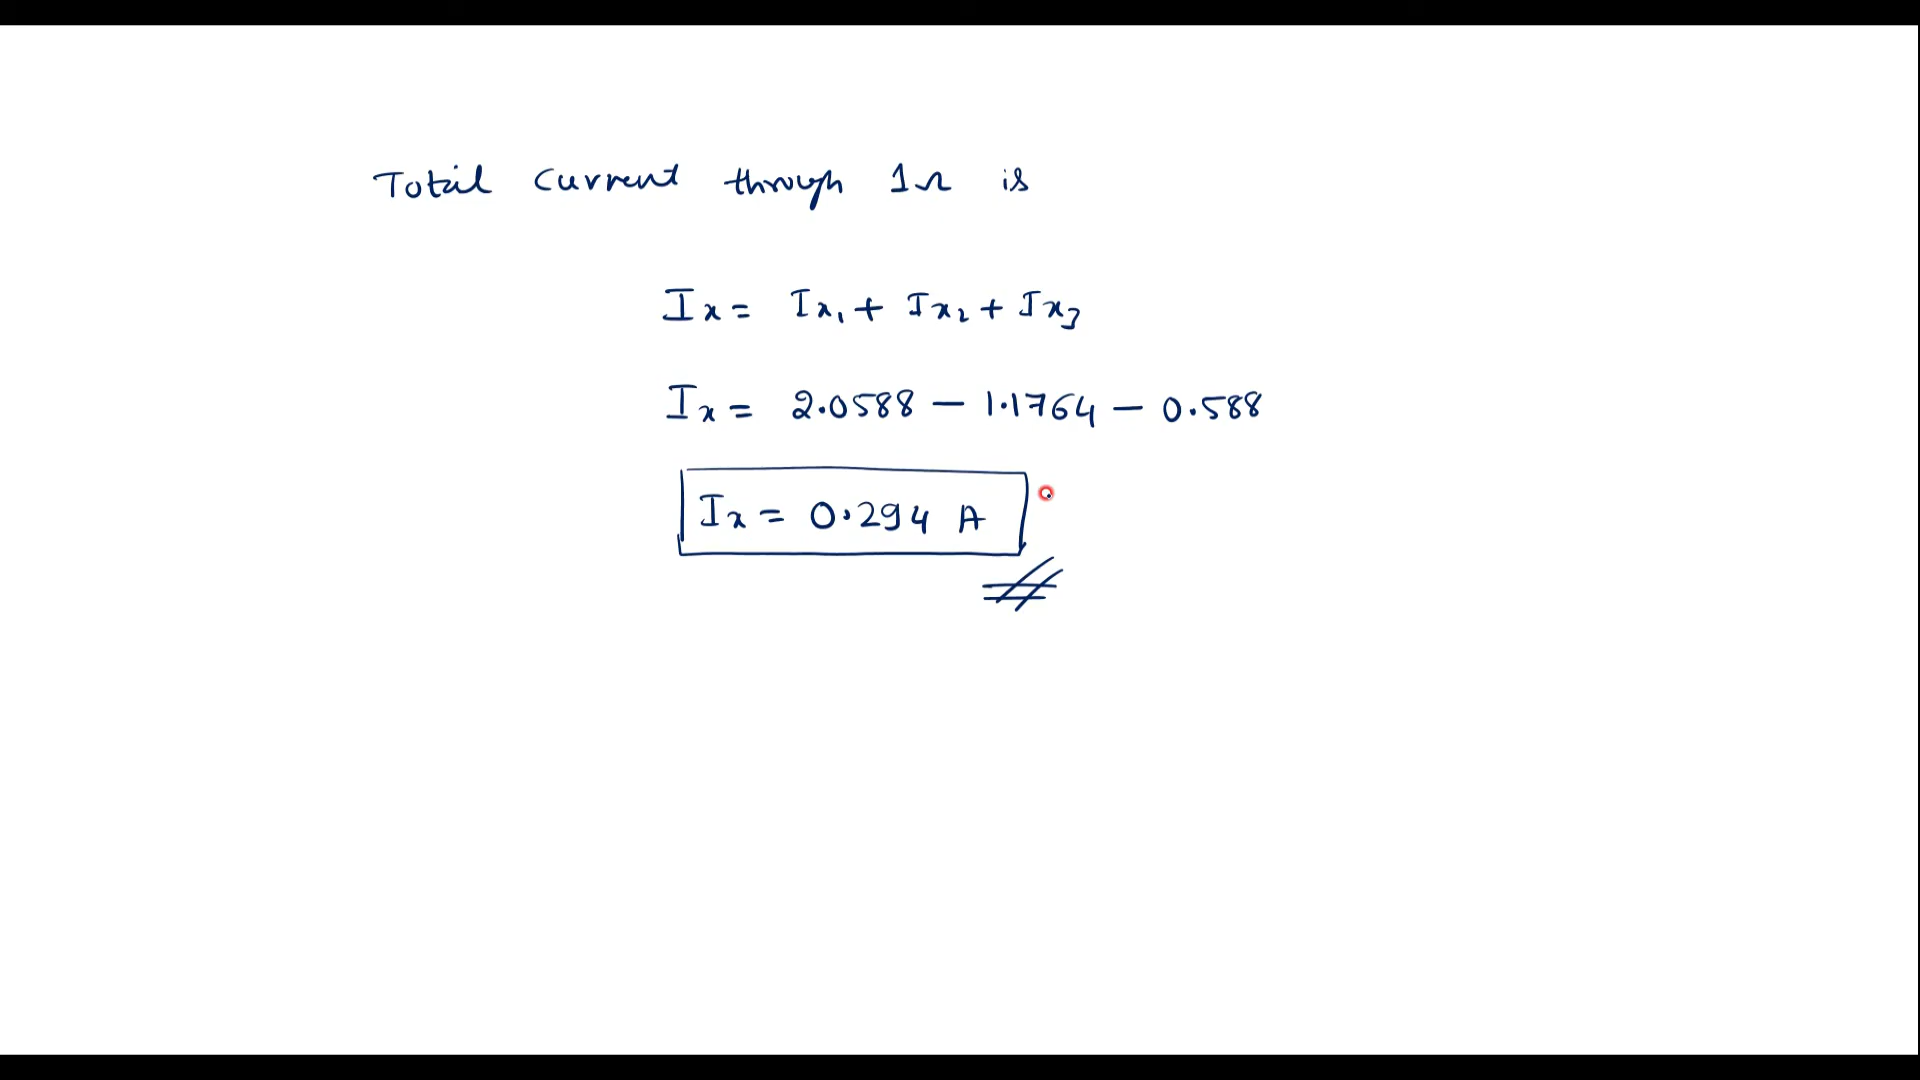 Total current through 1Ω is
Ix = Ix₁ + Ix₂ + Ix₃
Ix = 2.0588 – 1.1764 – 0.588
Ix = 0.294 A